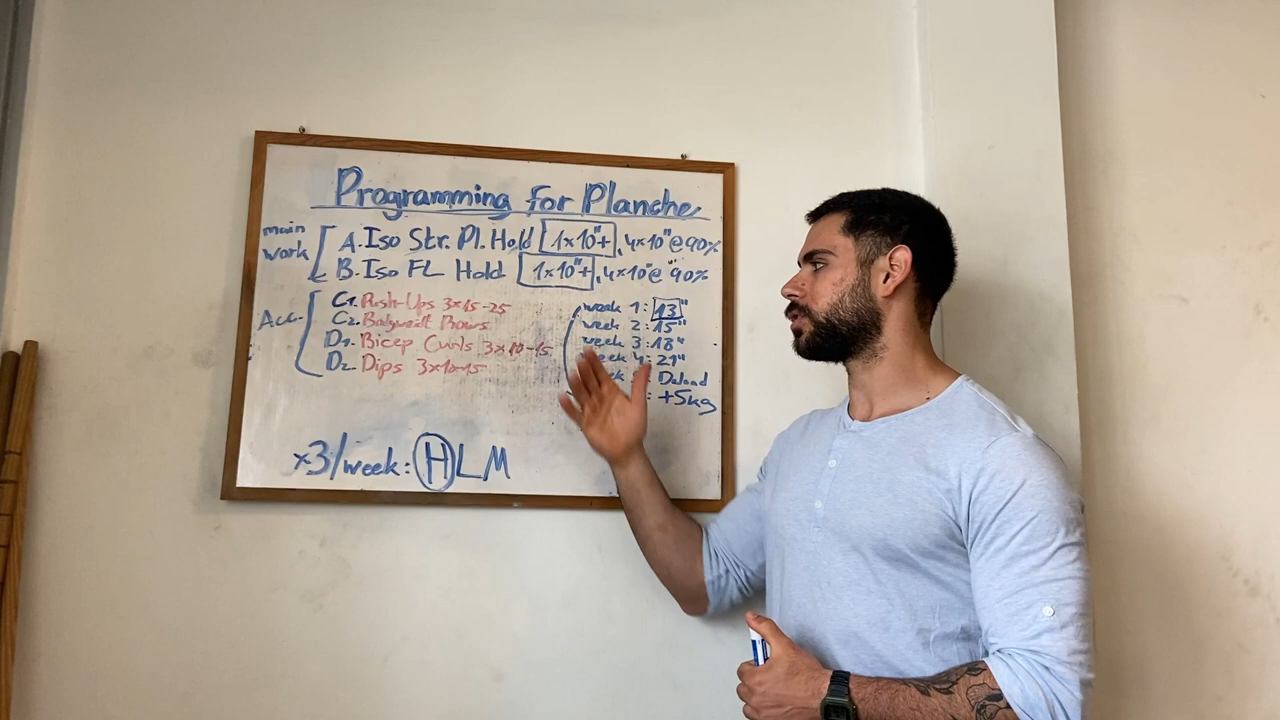 Programming for Planche
main work
A. Iso Str. Pl. Hold 1x10"+, 4x10"@90%
B. Iso FL Hold 1x10"+, 4x10"@ 90%
Acc.
C1. Push-Ups 3x15-25
C2. Bodyweight Rows
D1. Bicep Curls 3x10-15
D2. Dips 3x10-15
week 1: 13"
week 2: 15"
week 3: 18"
week 4: 21"
Deload
: +5kg
x3/week: HLM